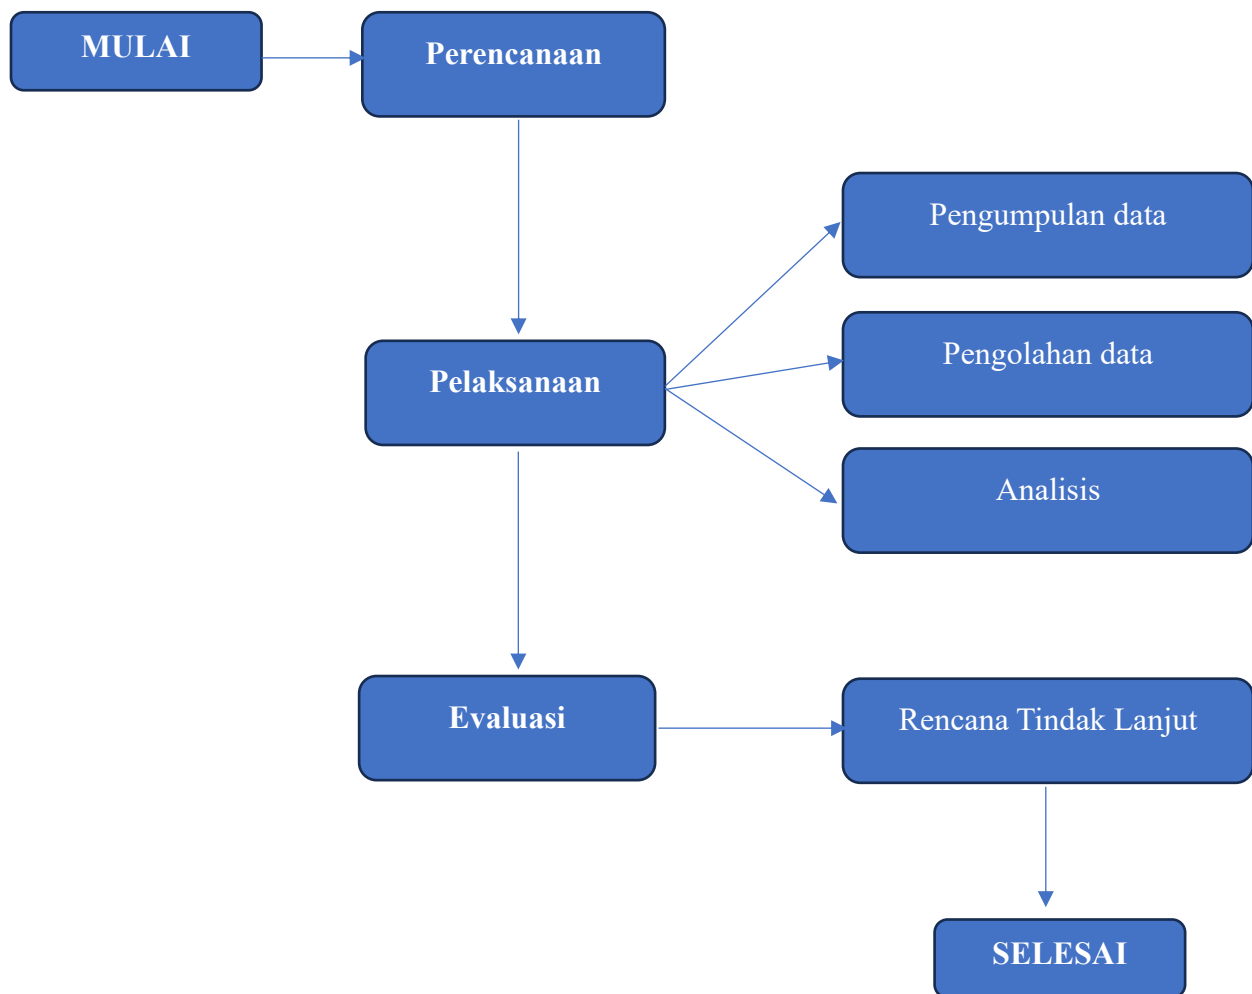 MULAI
Perencanaan
Pengumpulan data
Pengolahan data
Pelaksanaan
Analisis
Evaluasi
Rencana Tindak Lanjut
SELESAI